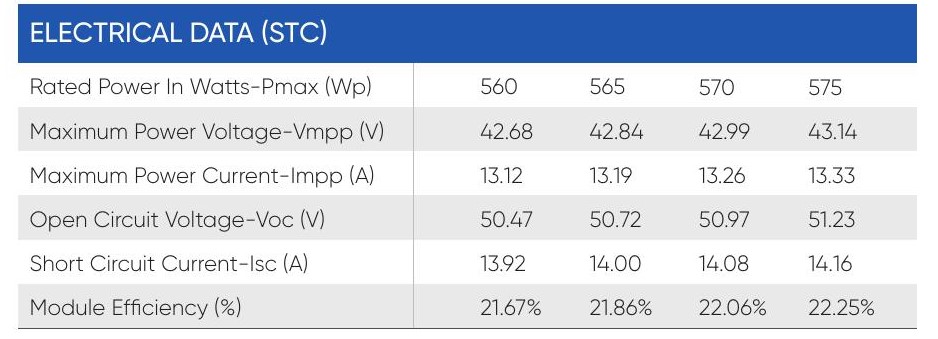 ELECTRICAL DATA (STC)
Rated Power In Watts-Pmax (Wp) 560 565 570 575
Maximum Power Voltage-Vmpp (V) 42.68 42.84 42.99 43.14
Maximum Power Current-Impp (A) 13.12 13.19 13.26 13.33
Open Circuit Voltage-Voc (V) 50.47 50.72 50.97 51.23
Short Circuit Current-Isc (A) 13.92 14.00 14.08 14.16
Module Efficiency (%) 21.67% 21.86% 22.06% 22.25%